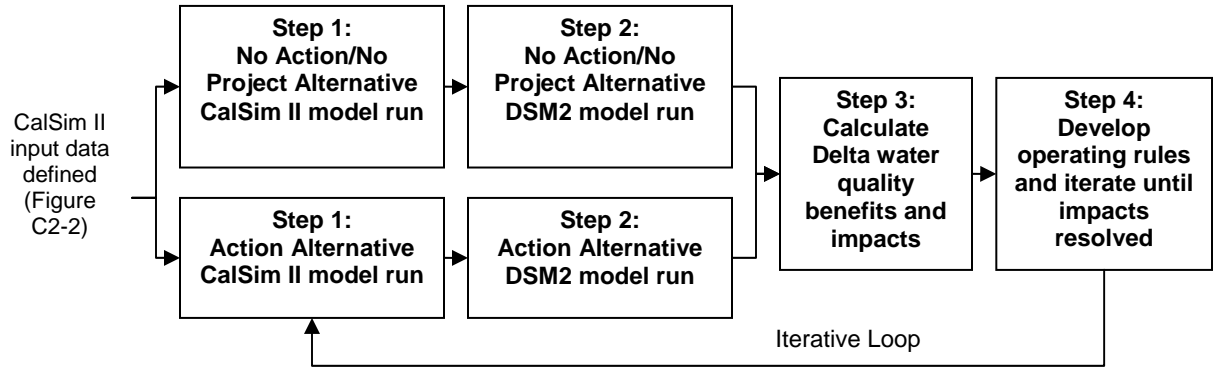 CalSim II
input data
defined
(Figure
C2-2)
Step 1:
No Action/No
Project Alternative
CalSim II model run
Step 2:
No Action/No
Project Alternative
DSM2 model run
Step 1:
Action Alternative
CalSim II model run
Step 2:
Action Alternative
DSM2 model run
Step 3:
Calculate
Delta water
quality
benefits and
impacts
Step 4:
Develop
operating rules
and iterate until
impacts
resolved
Iterative Loop